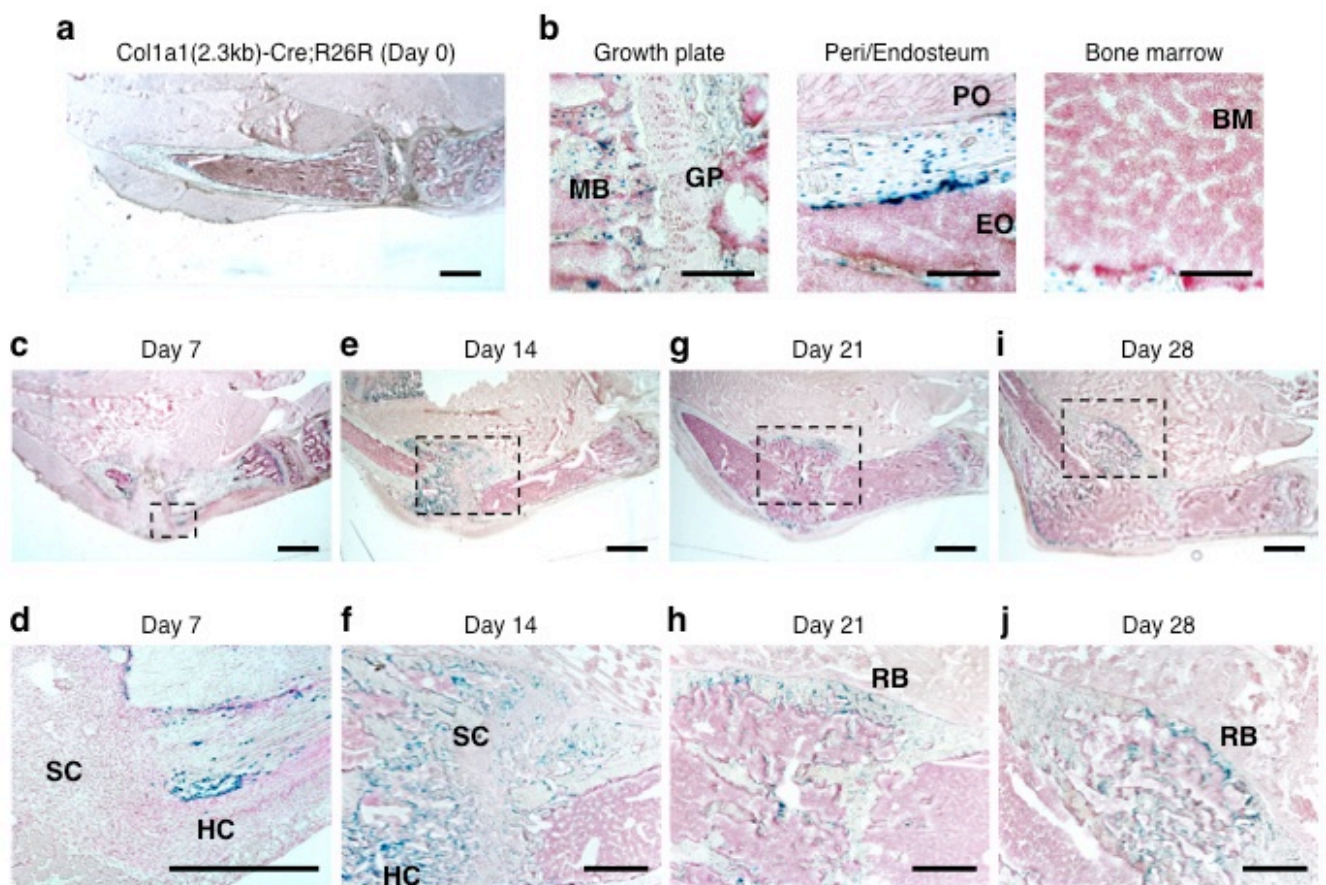 a
Col1a1(2.3kb)-Cre;R26R (Day 0)
b
Growth plate
Peri/Endosteum
Bone marrow
MB
GP
PO
EO
BM
c
Day 7
e
Day 14
g
Day 21
i
Day 28
d
Day 7
f
Day 14
h
Day 21
j
Day 28
SC
HC
SC
HC
RB
RB